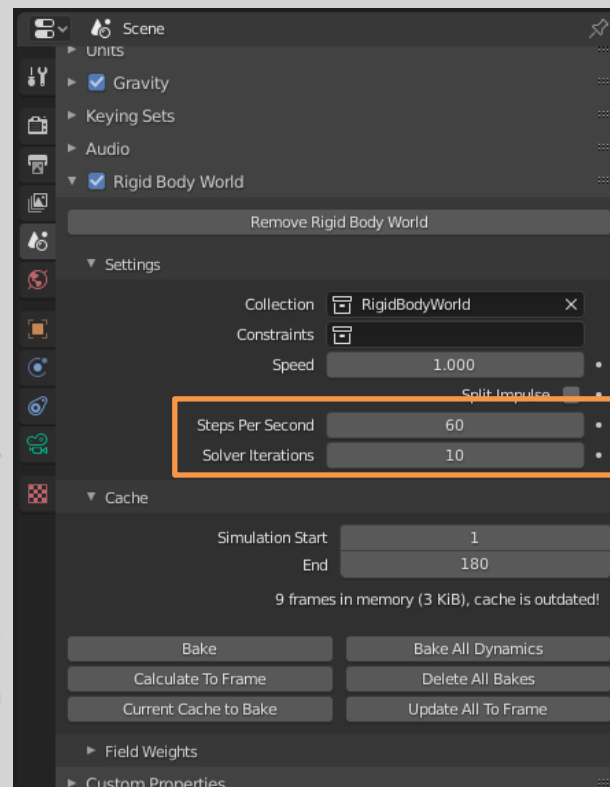 Scene
Units
Gravity
Keying Sets
Audio
Rigid Body World
Remove Rigid Body World
Settings
Collection RigidBodyWorld
Constraints
Speed 1.000
Split Impulse
Steps Per Second 60
Solver Iterations 10
Cache
Simulation Start 1
End 180
9 frames in memory (3 KiB), cache is outdated!
Bake Bake All Dynamics
Calculate To Frame Delete All Bakes
Current Cache to Bake Update All To Frame
Field Weights
Custom Properties